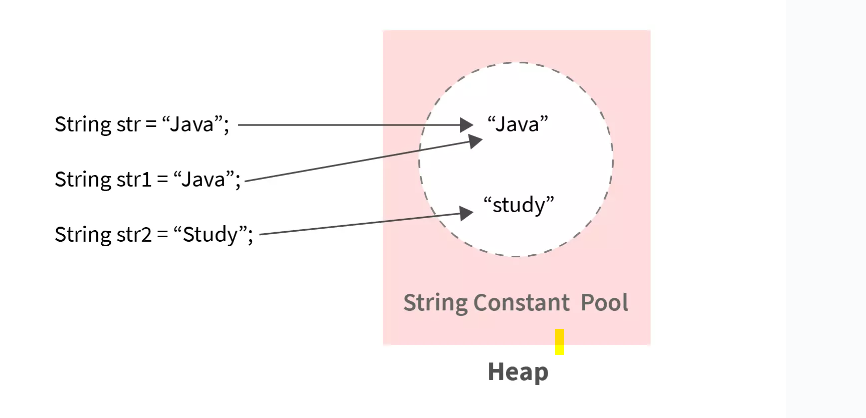 String str = “Java”;
“Java”
String str1 = “Java”;
“study”
String str2 = “Study”;
String Constant Pool
Heap